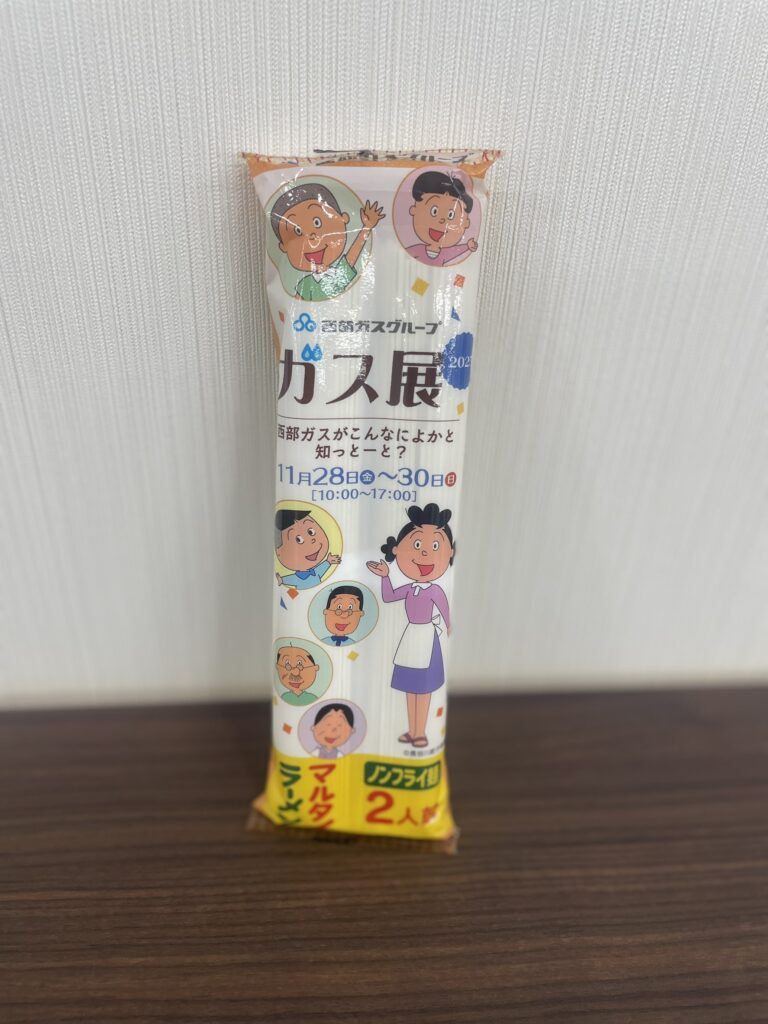 西部ガスグループ
ガス展
202
西部ガスがこんなによかと
知っとーと?
11月28日金〜30日日
[10:00〜17:00]
マルタイ
ラーメン
ノンフライ
2人